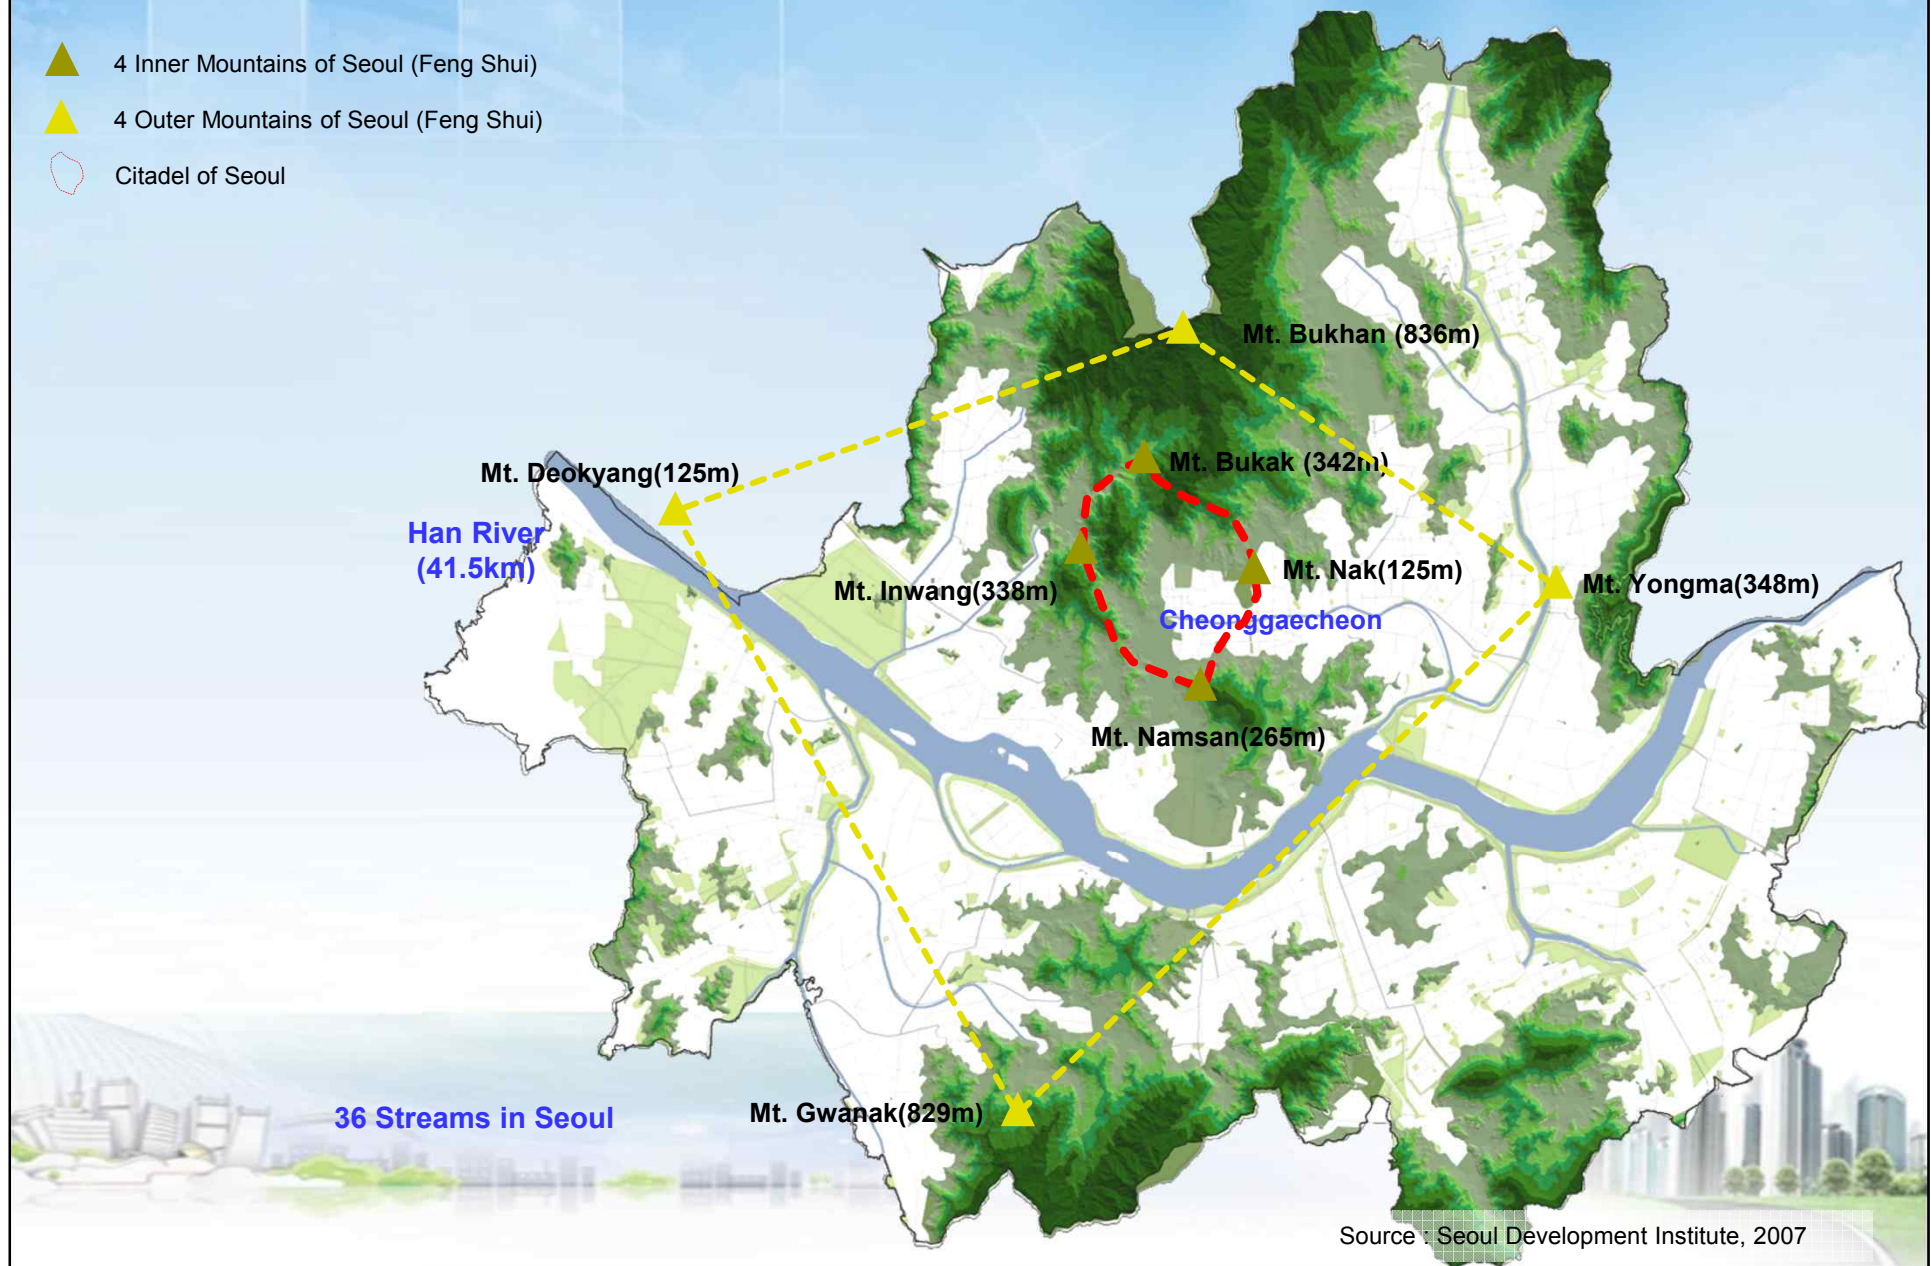 4 Inner Mountains of Seoul (Feng Shui)
4 Outer Mountains of Seoul (Feng Shui)
Citadel of Seoul
Mt. Bukhan (836m)
Mt. Deokyang(125m)
Mt. Bukak (342m)
Han River
(41.5km)
Mt. Inwang(338m)
Mt. Nak(125m)
Mt. Yongma(348m)
Cheonggaecheon
Mt. Namsan(265m)
36 Streams in Seoul
Mt. Gwanak(829m)
Source : Seoul Development Institute, 2007